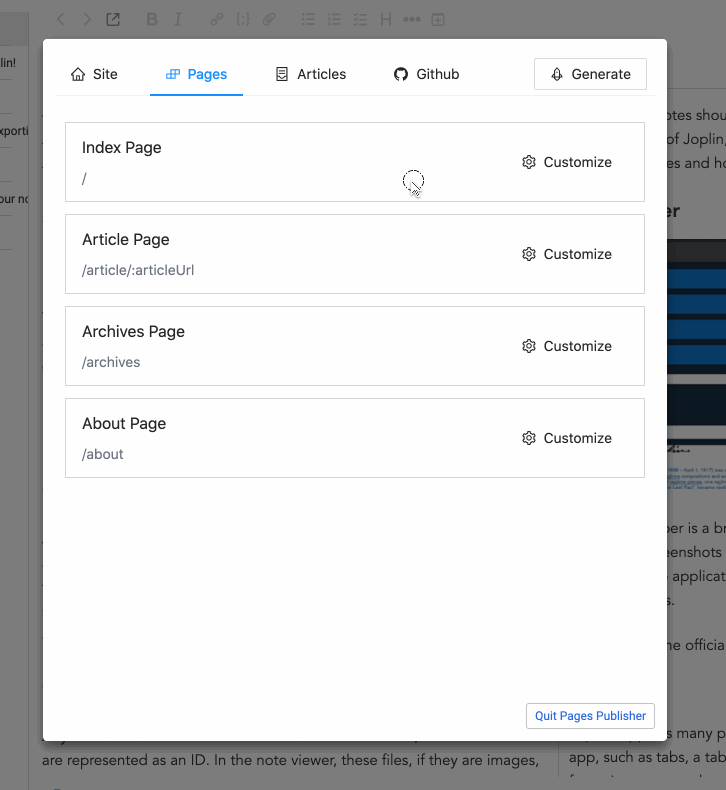 B I H
lin!
Site Pages Articles Github Generate
otes shou
xporti
of Joplin,
Index Page
es and ho
Customize
/
our no
er
Article Page
Customize
/article/:articleUrl
Archives Page
Customize
/archives
About Page
Customize
/about
ber is a br
eenshots
applicat
s.
he officia
Quit Pages Publisher
s many p
are represented as an ID. In the note viewer, these files, if they are images,
app, such as tabs, a tab